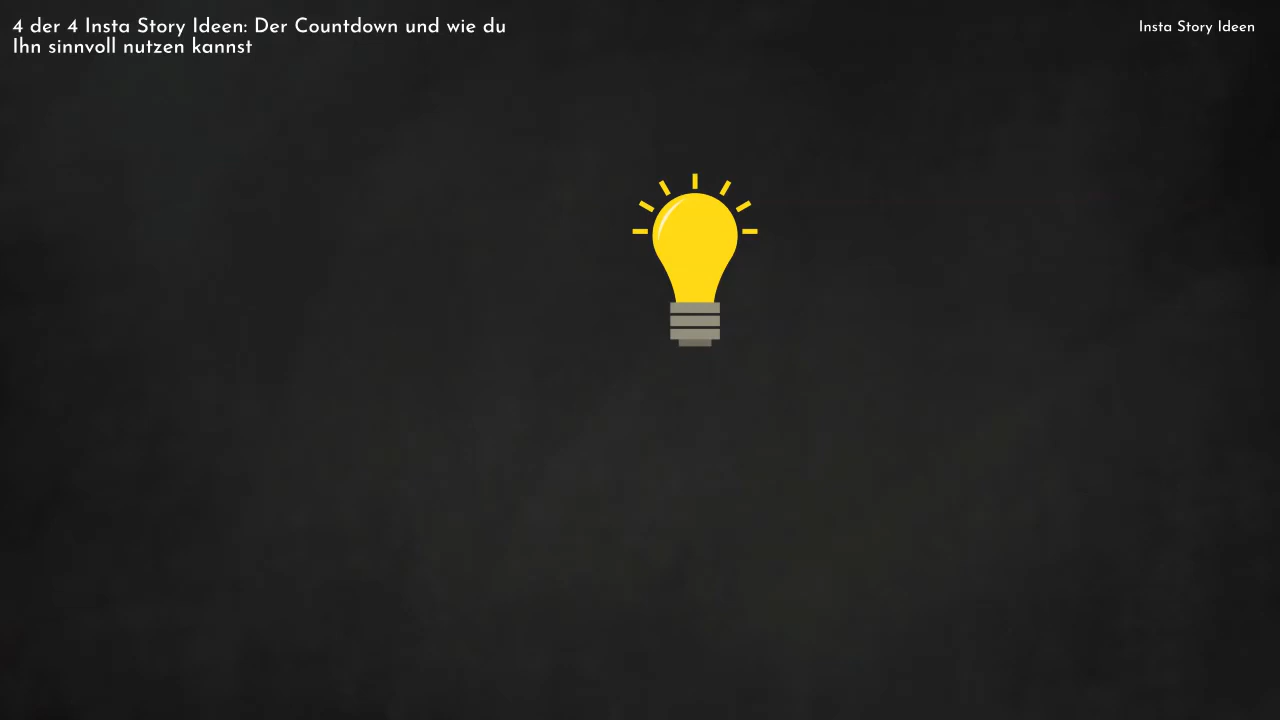 4 der 4 Insta Story Ideen: Der Countdown und wie du
Ihn sinnvoll nutzen kannst
Insta Story Ideen